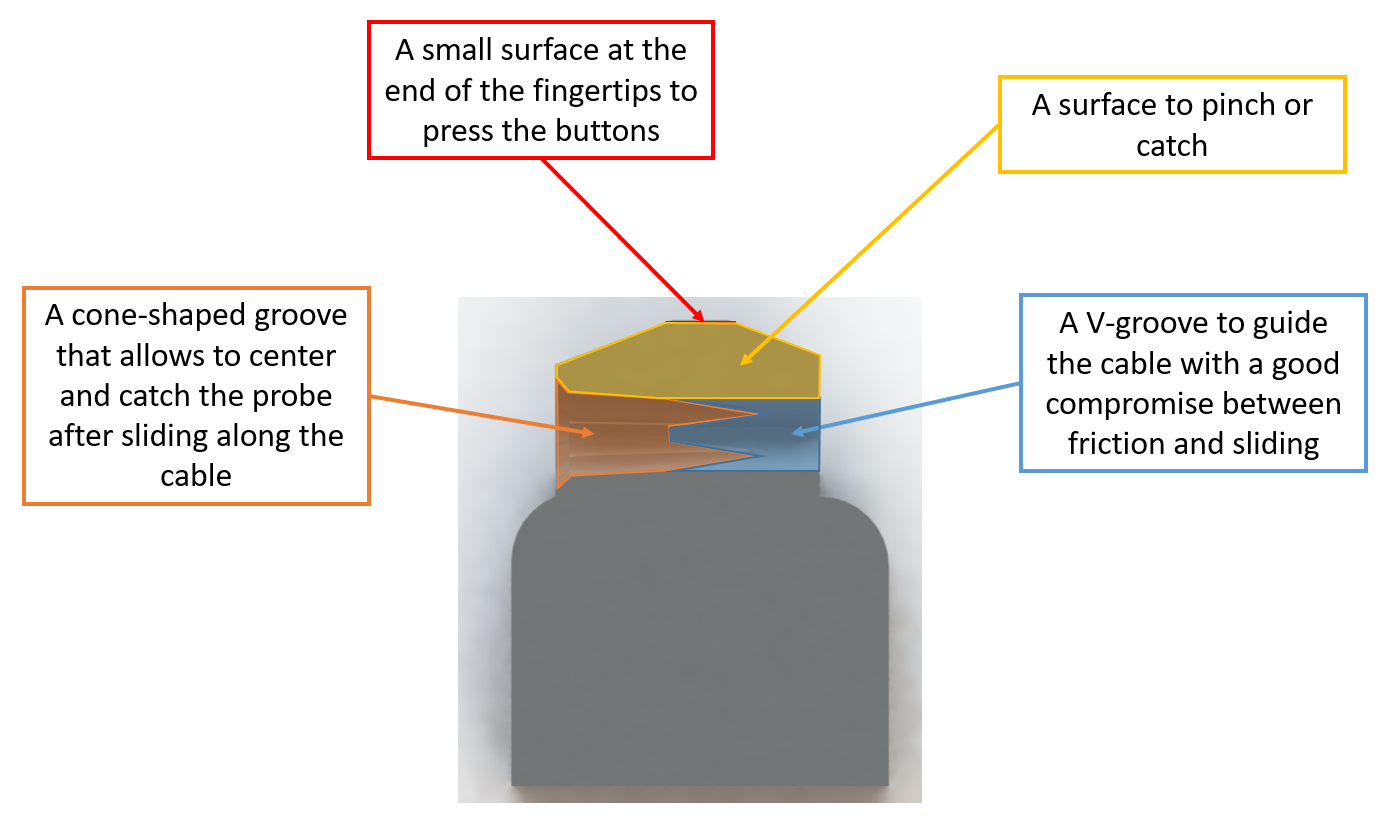 A small surface at the
end of the fingertips to
press the buttons
A surface to pinch or
catch
A cone-shaped groove
that allows to center
and catch the probe
after sliding along the
cable
A V-groove to guide
the cable with a good
compromise between
friction and sliding